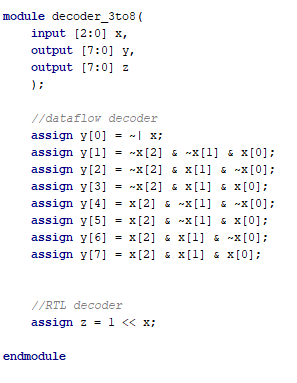 module decoder_3to8(
input [2:0] x,
output [7:0] y,
output [7:0] z
);
//dataflow decoder
assign y[0] = ~| x;
assign y[1] = ~x[2] & ~x[1] & x[0];
assign y[2] = ~x[2] & x[1] & ~x[0];
assign y[3] = ~x[2] & x[1] & x[0];
assign y[4] = x[2] & ~x[1] & ~x[0];
assign y[5] = x[2] & ~x[1] & x[0];
assign y[6] = x[2] & x[1] & ~x[0];
assign y[7] = x[2] & x[1] & x[0];
//RTL decoder
assign z = 1 << x;
endmodule